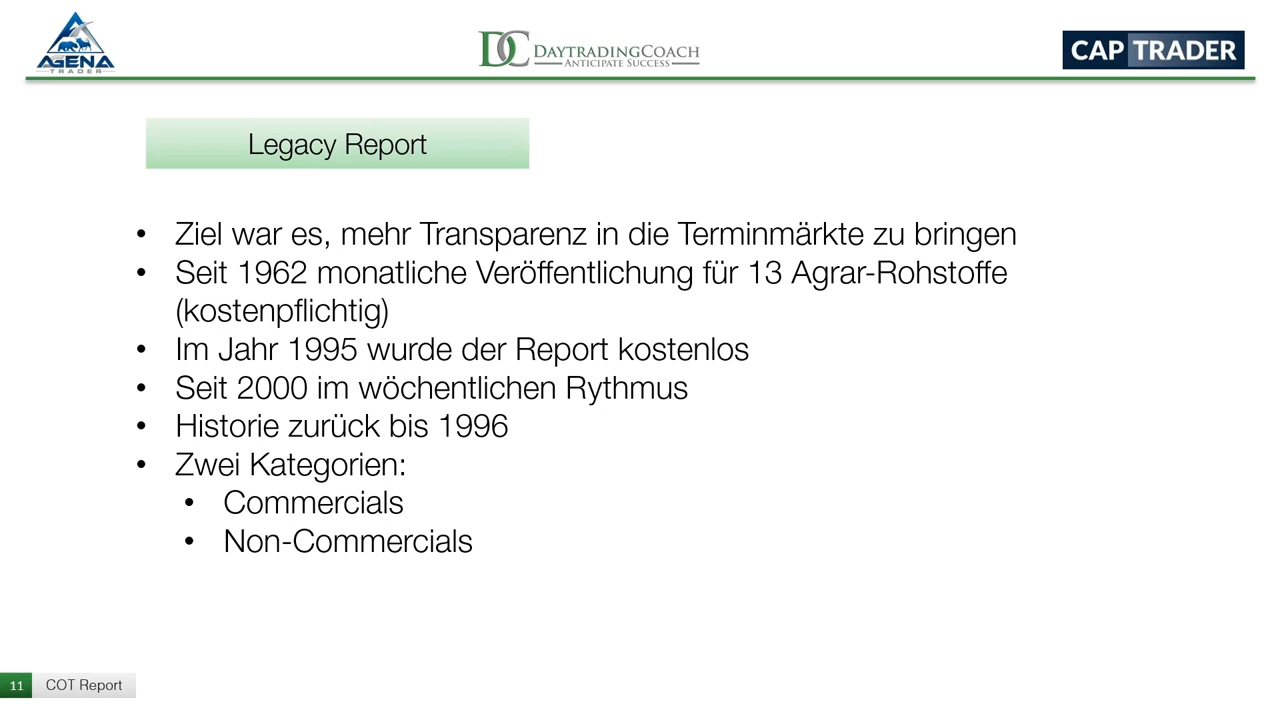 AGENA
TRADER
DC DAYTRADINGCOACH
ANTICIPATE SUCCESS
CAP TRADER
Legacy Report
• Ziel war es, mehr Transparenz in die Terminmärkte zu bringen
• Seit 1962 monatliche Veröffentlichung für 13 Agrar-Rohstoffe
(kostenpflichtig)
• Im Jahr 1995 wurde der Report kostenlos
• Seit 2000 im wöchentlichen Rythmus
• Historie zurück bis 1996
• Zwei Kategorien:
• Commercials
• Non-Commercials
11 COT Report